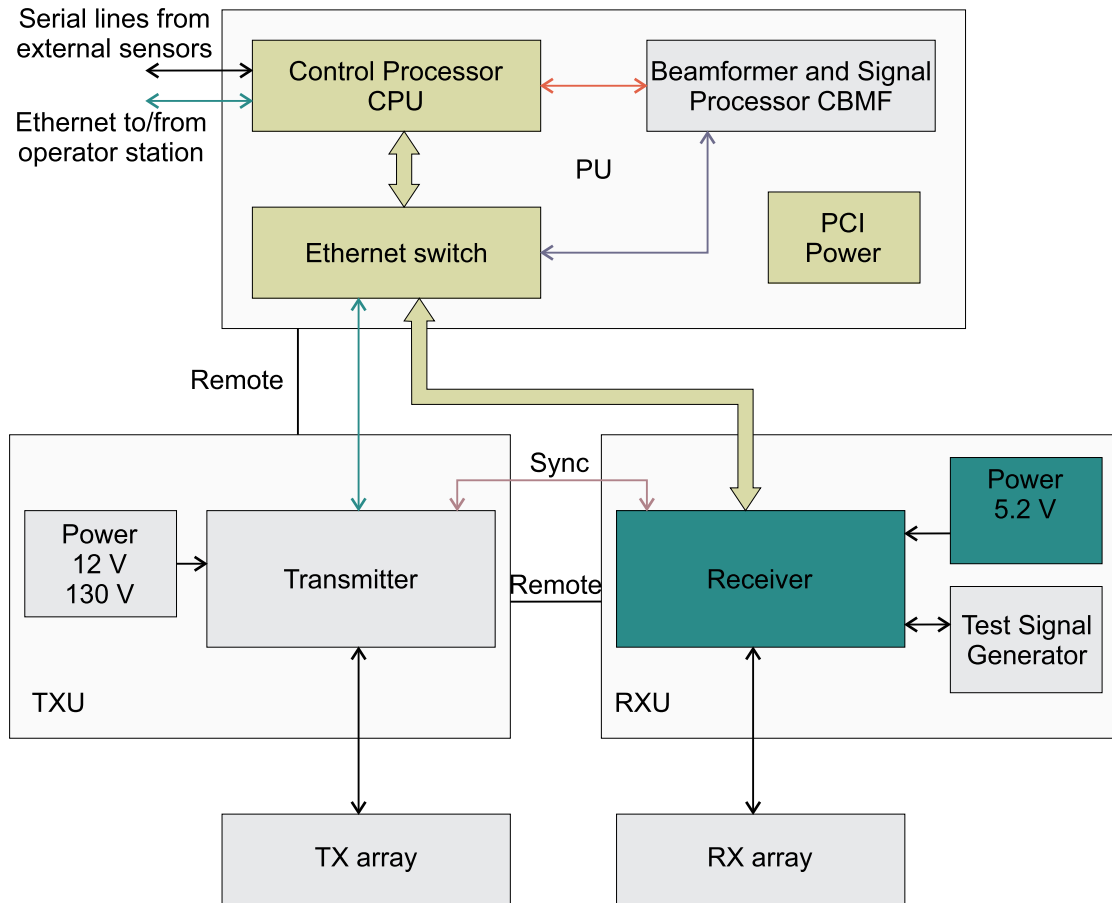 Serial lines from
external sensors
Ethernet to/from
operator station
Control Processor
CPU
Beamformer and Signal
Processor CBMF
PU
Ethernet switch
PCI
Power
Remote
Sync
Power
12 V
130 V
Transmitter
TXU
Remote
Receiver
Power
5.2 V
Test Signal
Generator
RXU
TX array
RX array